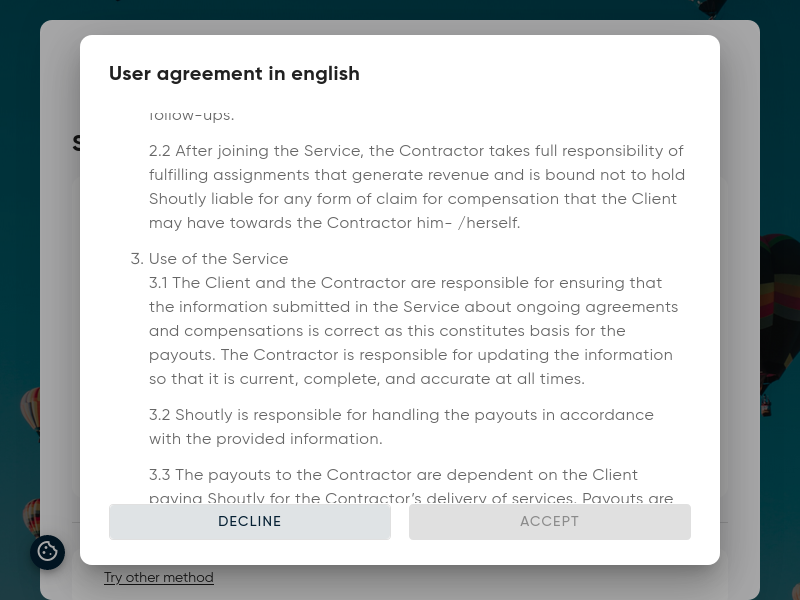 User agreement in english
follow-ups.
2.2 After joining the Service, the Contractor takes full responsibility of
fulfilling assignments that generate revenue and is bound not to hold
Shoutly liable for any form of claim for compensation that the Client
may have towards the Contractor him- /herself.
3. Use of the Service
3.1 The Client and the Contractor are responsible for ensuring that
the information submitted in the Service about ongoing agreements
and compensations is correct as this constitutes basis for the
payouts. The Contractor is responsible for updating the information
so that it is current, complete, and accurate at all times.
3.2 Shoutly is responsible for handling the payouts in accordance
with the provided information.
3.3 The payouts to the Contractor are dependent on the Client
paying Shoutly for the Contractor’s delivery of services. Payouts are
DECLINE
ACCEPT
Try other method